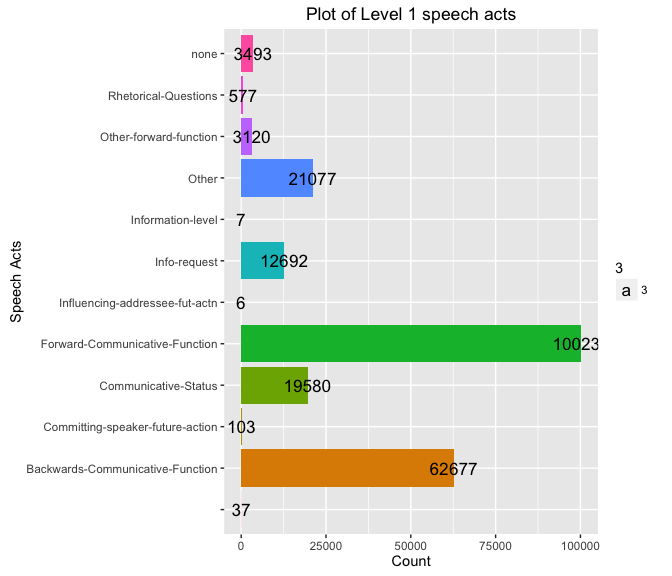 Plot of Level 1 speech acts
none 3493
Rhetorical-Questions 577
Other-forward-function 3120
Other 21077
Information-level 7
Info-request 12692
Influencing-addressee-fut-actn 6
Forward-Communicative-Function 10023
Communicative-Status 19580
Committing-speaker-future-action 103
Backwards-Communicative-Function 62677
37
0 25000 50000 75000 100000
Count
Speech Acts
3
a 3